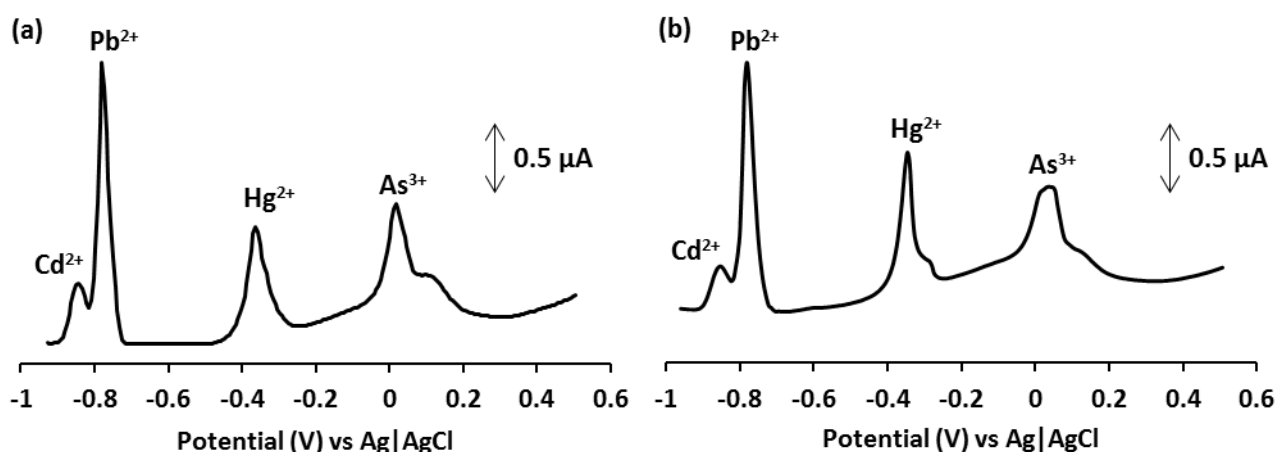 (a)
Pb²⁺
Cd²⁺
Hg²⁺
As³⁺
0.5 µA
-1 -0.8 -0.6 -0.4 -0.2 0 0.2 0.4 0.6
Potential (V) vs Ag|AgCl
(b)
Pb²⁺
Cd²⁺
Hg²⁺
As³⁺
0.5 µA
-1 -0.8 -0.6 -0.4 -0.2 0 0.2 0.4 0.6
Potential (V) vs Ag|AgCl